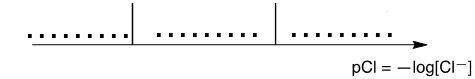 pCl = −log[Cl⁻]